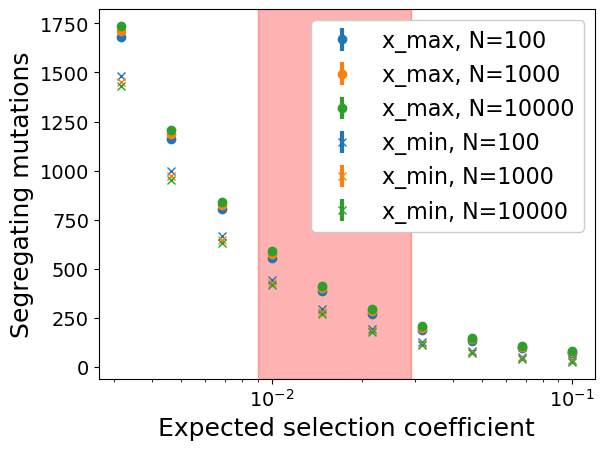 1750
1500
1250
1000
750
500
250
0
Segregating mutations
x_max, N=100
x_max, N=1000
x_max, N=10000
x_min, N=100
x_min, N=1000
x_min, N=10000
10⁻²
10⁻¹
Expected selection coefficient